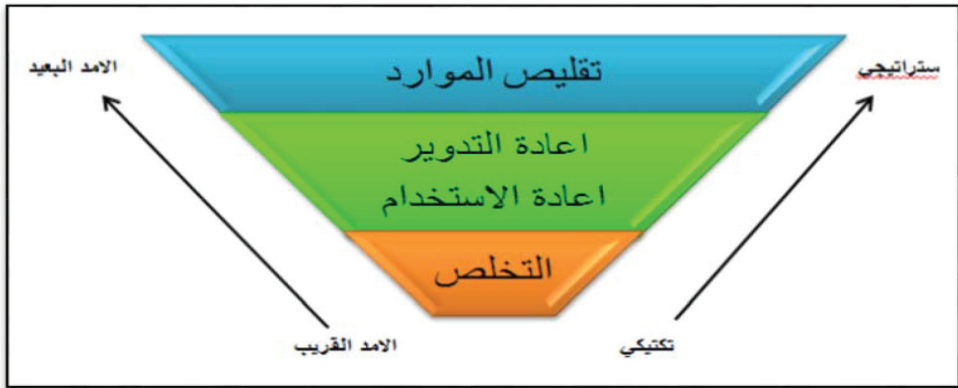 تقليص الموارد
ستراتيجي
الامد البعيد
اعادة التدوير
اعادة الاستخدام
التخلص
تكتيكي
الامد القريب